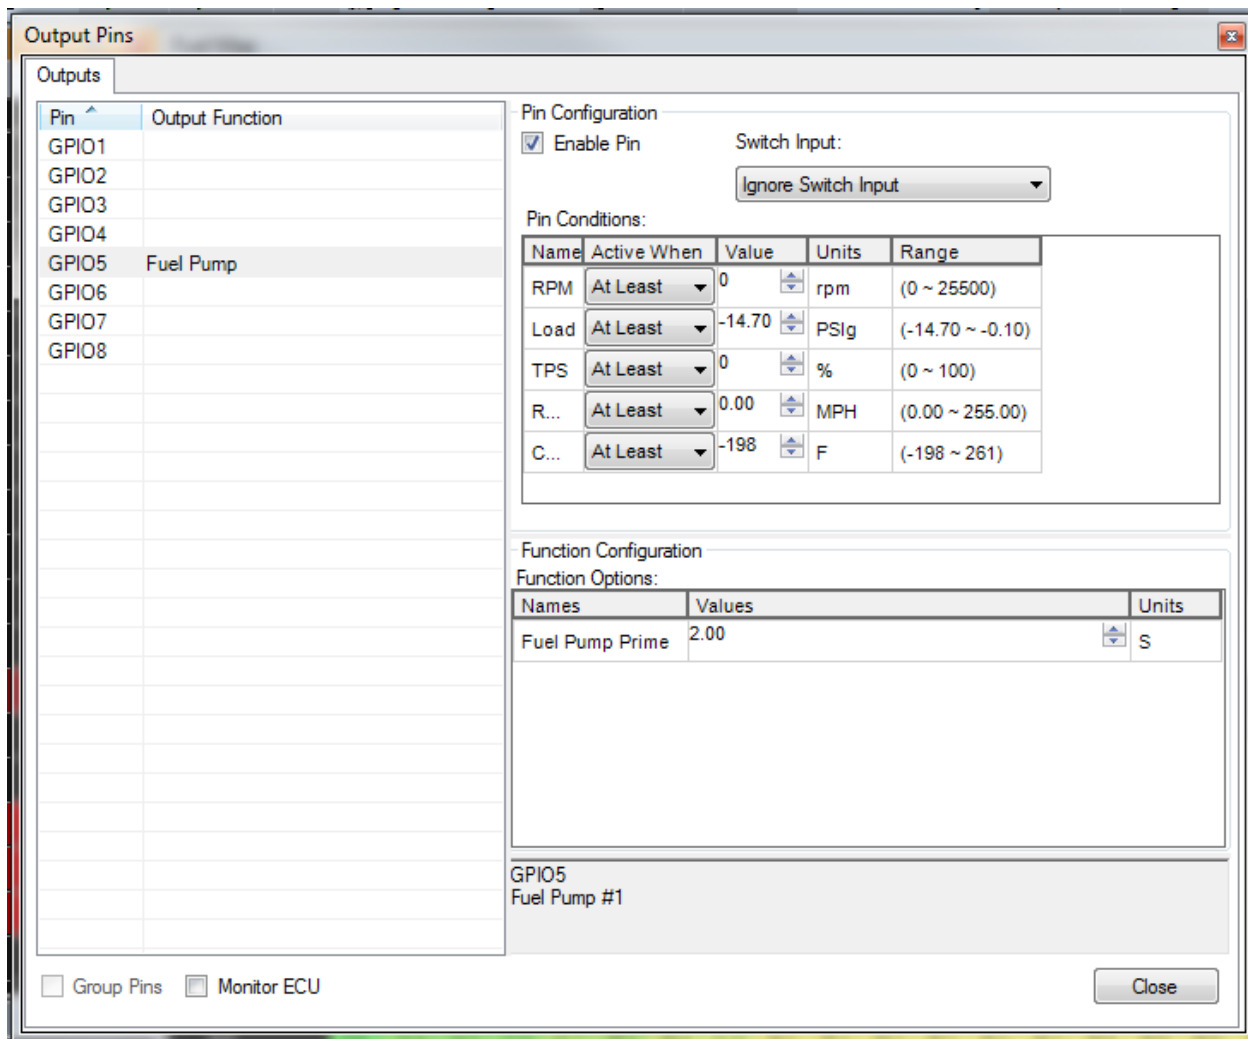 Output Pins
Outputs
Pin Output Function
GPIO1
GPIO2
GPIO3
GPIO4
GPIO5 Fuel Pump
GPIO6
GPIO7
GPIO8
Pin Configuration
Enable Pin Switch Input:
Ignore Switch Input
Pin Conditions:
Name Active When Value Units Range
RPM At Least 0 rpm (0 ~ 25500)
Load At Least -14.70 PSIg (-14.70 ~ -0.10)
TPS At Least 0 % (0 ~ 100)
R... At Least 0.00 MPH (0.00 ~ 255.00)
C... At Least -198 F (-198 ~ 261)
Function Configuration
Function Options:
Names Values Units
Fuel Pump Prime 2.00 S
GPIO5
Fuel Pump #1
Group Pins Monitor ECU Close